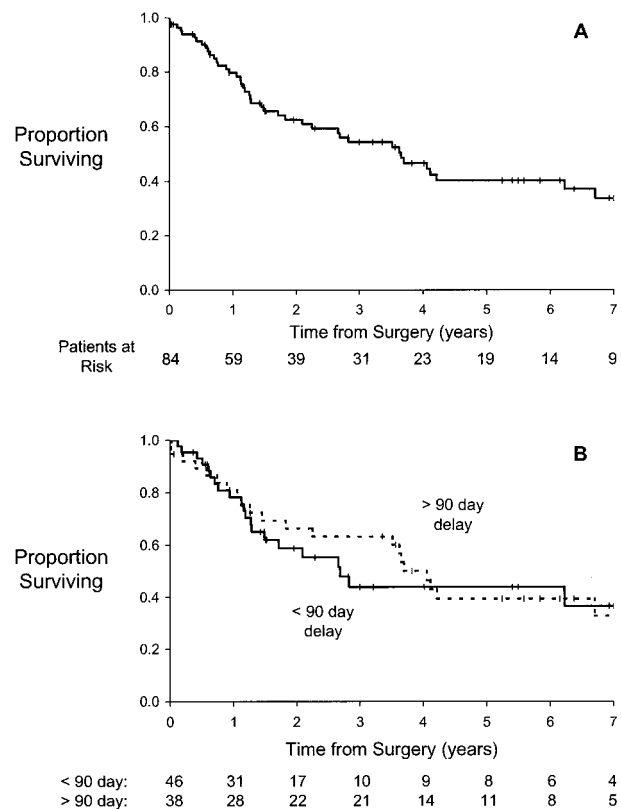 A
1.0
0.8
0.6
0.4
0.2
0.0
Proportion
Surviving
0 1 2 3 4 5 6 7
Time from Surgery (years)
Patients at
Risk
84 59 39 31 23 19 14 9
B
1.0
0.8
0.6
0.4
0.2
0.0
Proportion
Surviving
> 90 day
delay
< 90 day
delay
0 1 2 3 4 5 6 7
Time from Surgery (years)
< 90 day: 46 31 17 10 9 8 6 4
> 90 day: 38 28 22 21 14 11 8 5